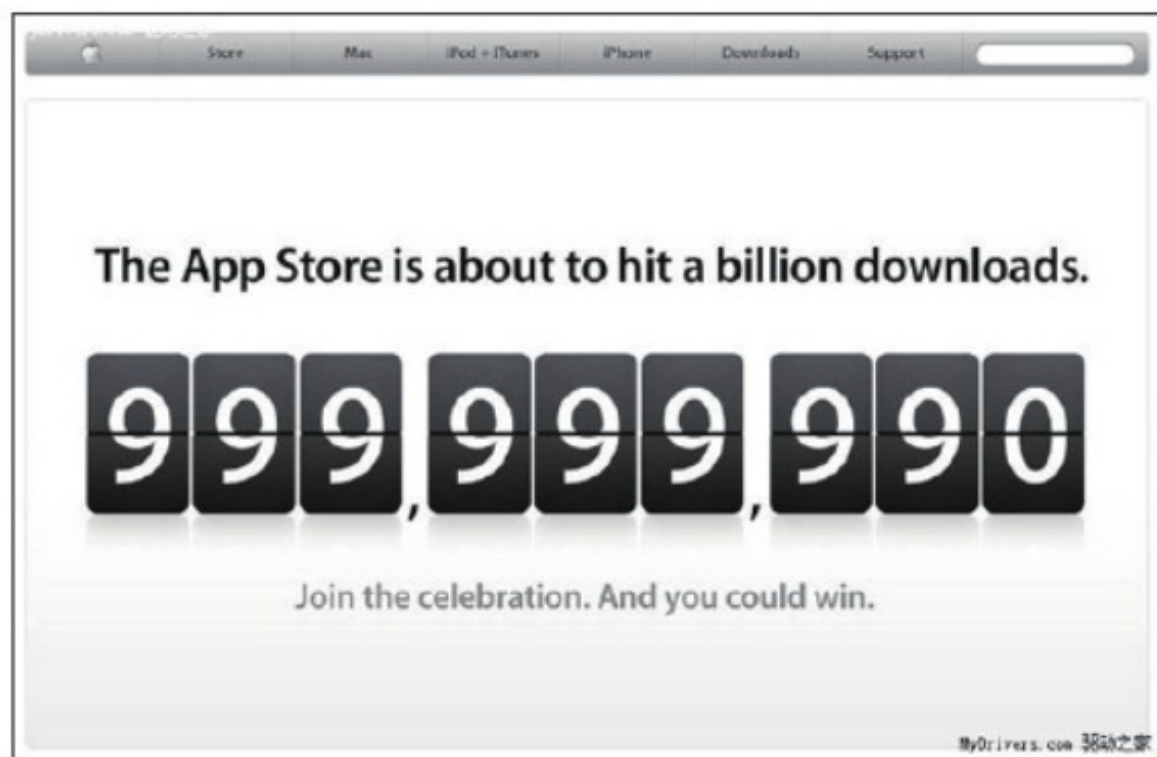 Store Mac iPod + iTunes iPhone Downloads Support
The App Store is about to hit a billion downloads.
999,999,990
Join the celebration. And you could win.
MyDrivers.com 驱动之家